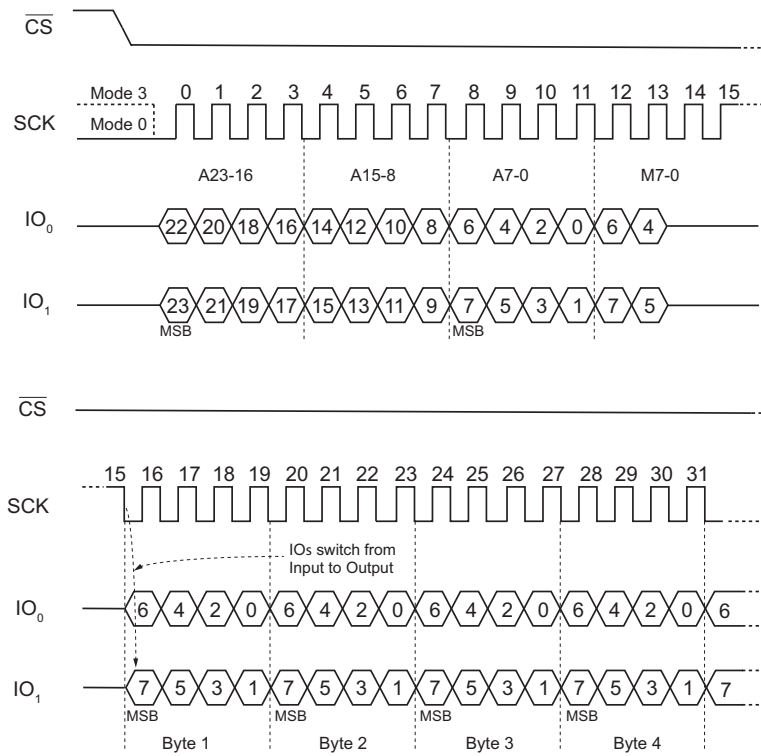 CS
Mode 3
0 1 2 3 4 5 6 7 8 9 10 11 12 13 14 15
SCK
Mode 0
A23-16 A15-8 A7-0 M7-0
IO0 22 20 18 16 14 12 10 8 6 4 2 0 6 4
IO1 23 21 19 17 15 13 11 9 7 5 3 1 7 5
MSB MSB
CS
15 16 17 18 19 20 21 22 23 24 25 26 27 28 29 30 31
SCK
IOs switch from
Input to Output
IO0 6 4 2 0 6 4 2 0 6 4 2 0 6 4 2 0 6
IO1 7 5 3 1 7 5 3 1 7 5 3 1 7 5 3 1 7
MSB MSB MSB MSB
Byte 1 Byte 2 Byte 3 Byte 4